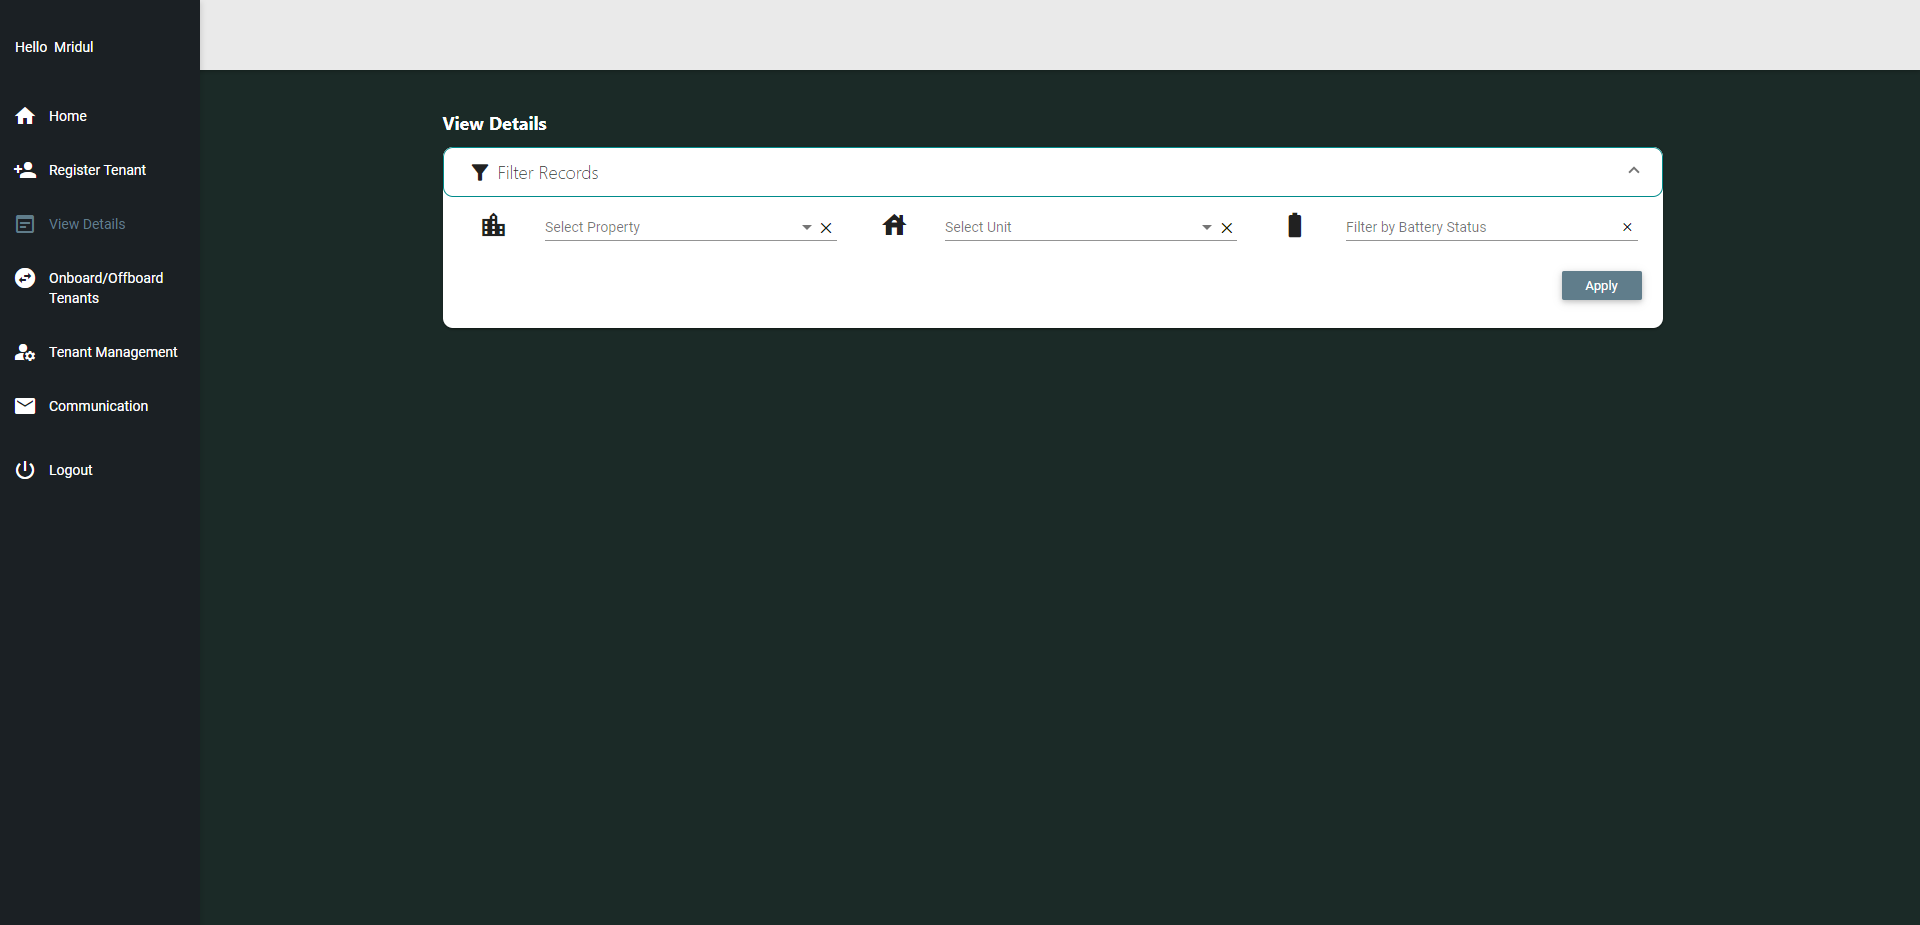 Hello Mridul
Home
Register Tenant
View Details
Onboard/Offboard
Tenants
Tenant Management
Communication
Logout
View Details
Filter Records
Select Property
Select Unit
Filter by Battery Status
Apply